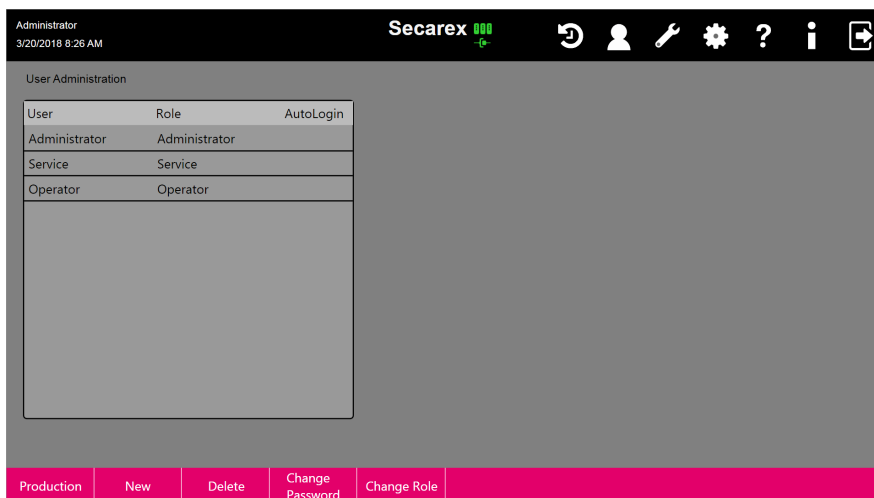 Administrator
3/20/2018 8:26 AM
Secarex
?
i
User Administration
User Role AutoLogin
Administrator Administrator
Service Service
Operator Operator
Production New Delete Change Password Change Role